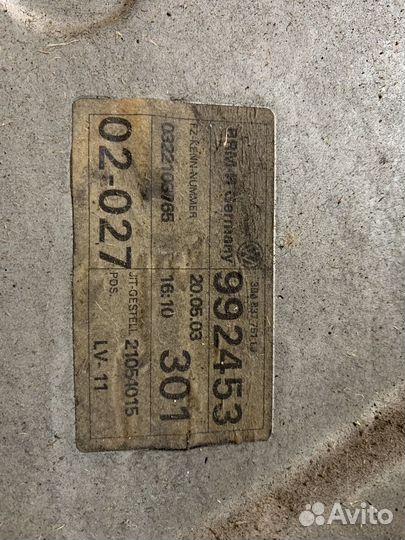 Germany
992453
FZ-KENN-NUMMER
20.05.03
301
16:10
02-027
JIT-GESTELL
21054015
PDS.
LV-11
Avito